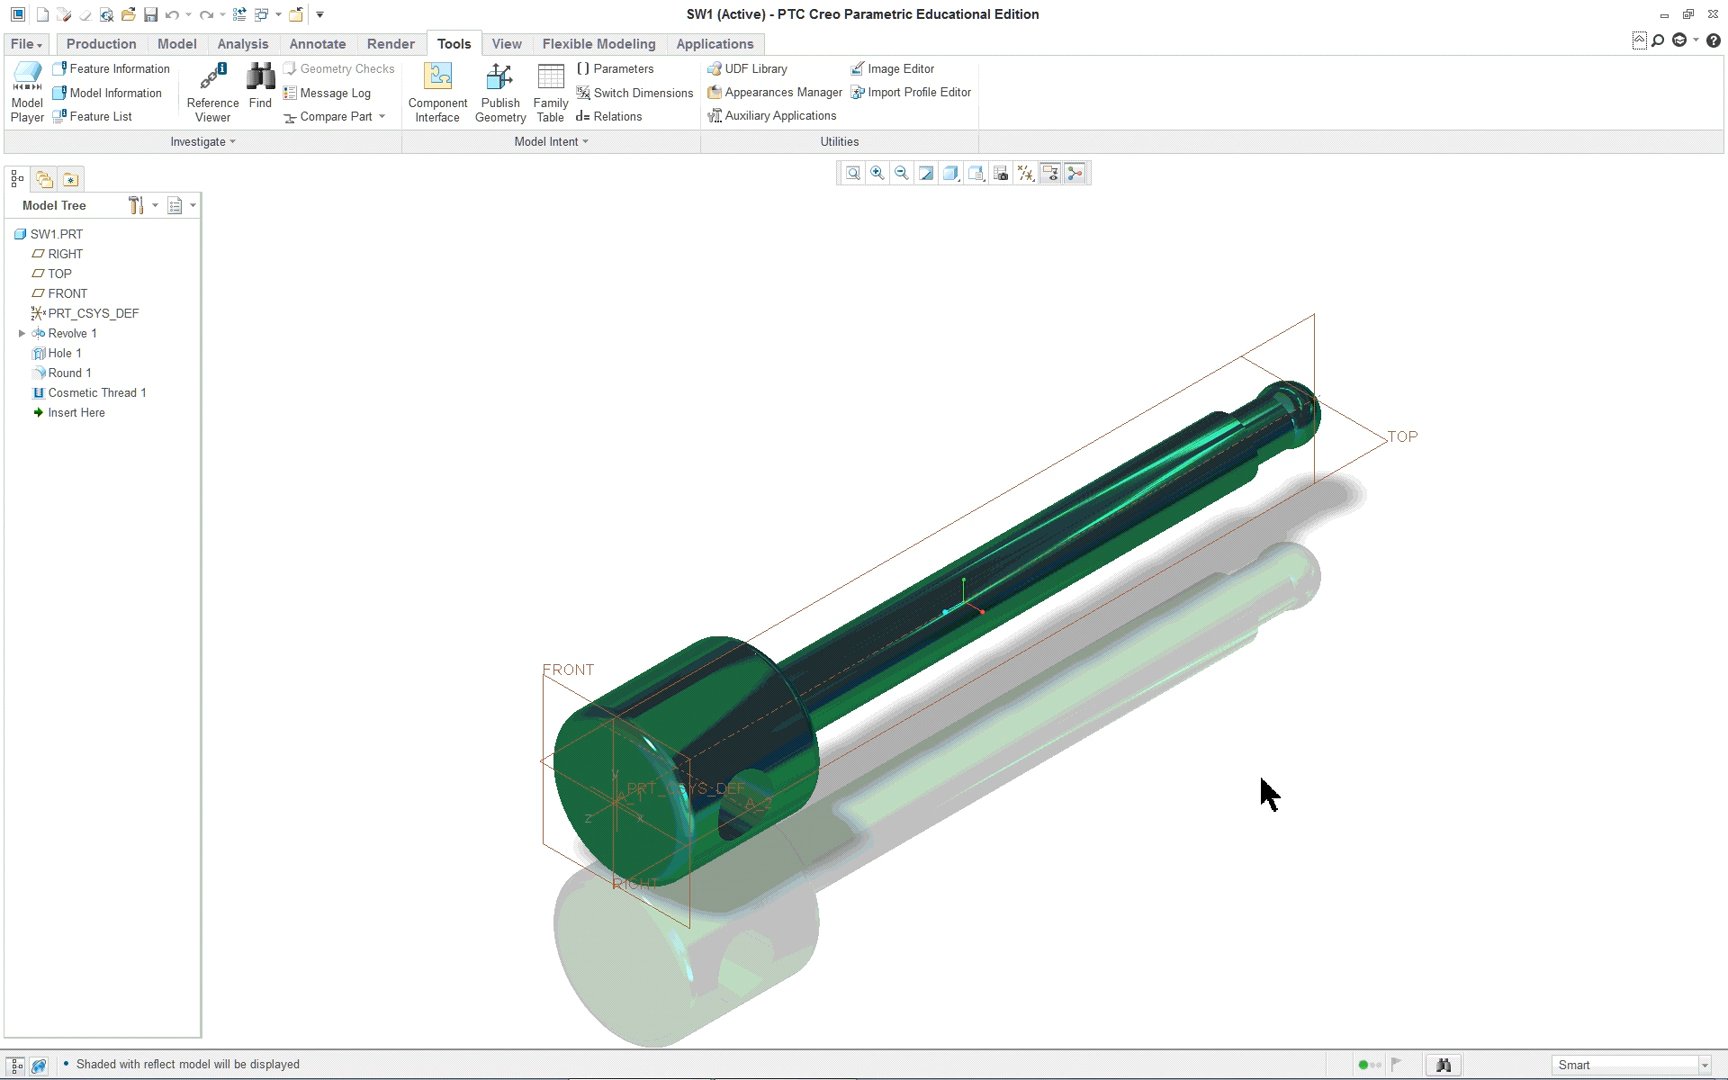 SW1 (Active) - PTC Creo Parametric Educational Edition
File Production Model Analysis Annotate Render Tools View Flexible Modeling Applications
Model Player
Feature Information
Model Information
Feature List
Reference Viewer
Find
Geometry Checks
Message Log
Compare Part
Component Interface
Publish Geometry
Family Table
Parameters
Switch Dimensions
d= Relations
UDF Library
Appearances Manager
Auxiliary Applications
Image Editor
Import Profile Editor
Investigate Model Intent Utilities
Model Tree
SW1.PRT
RIGHT
TOP
FRONT
PRT_CSYS_DEF
Revolve 1
Hole 1
Round 1
Cosmetic Thread 1
Insert Here
TOP
FRONT
Y
PRT_CSYS_DEF
A_2
Z
X
RIGHT
Shaded with reflect model will be displayed
Smart